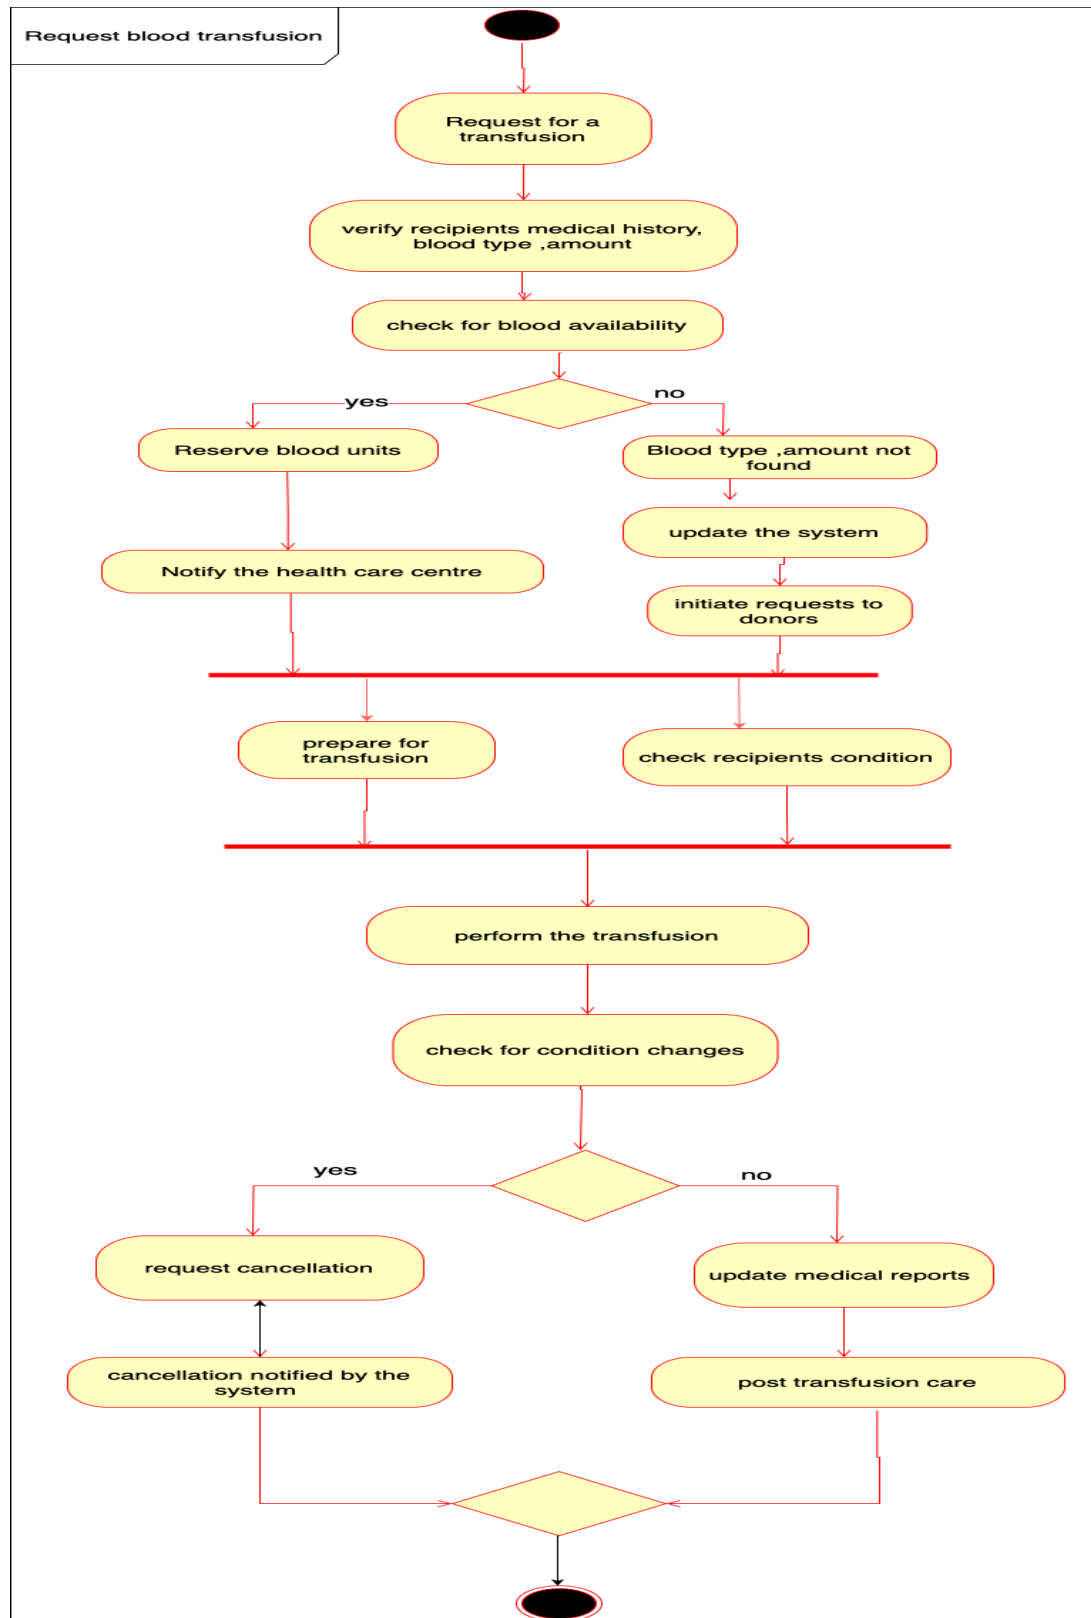 Request blood transfusion
Request for a
transfusion
verify recipients medical history,
blood type ,amount
check for blood availability
yes
no
Reserve blood units
Blood type ,amount not
found
update the system
Notify the health care centre
initiate requests to
donors
prepare for
transfusion
check recipients condition
perform the transfusion
check for condition changes
yes
no
request cancellation
update medical reports
cancellation notified by the
system
post transfusion care